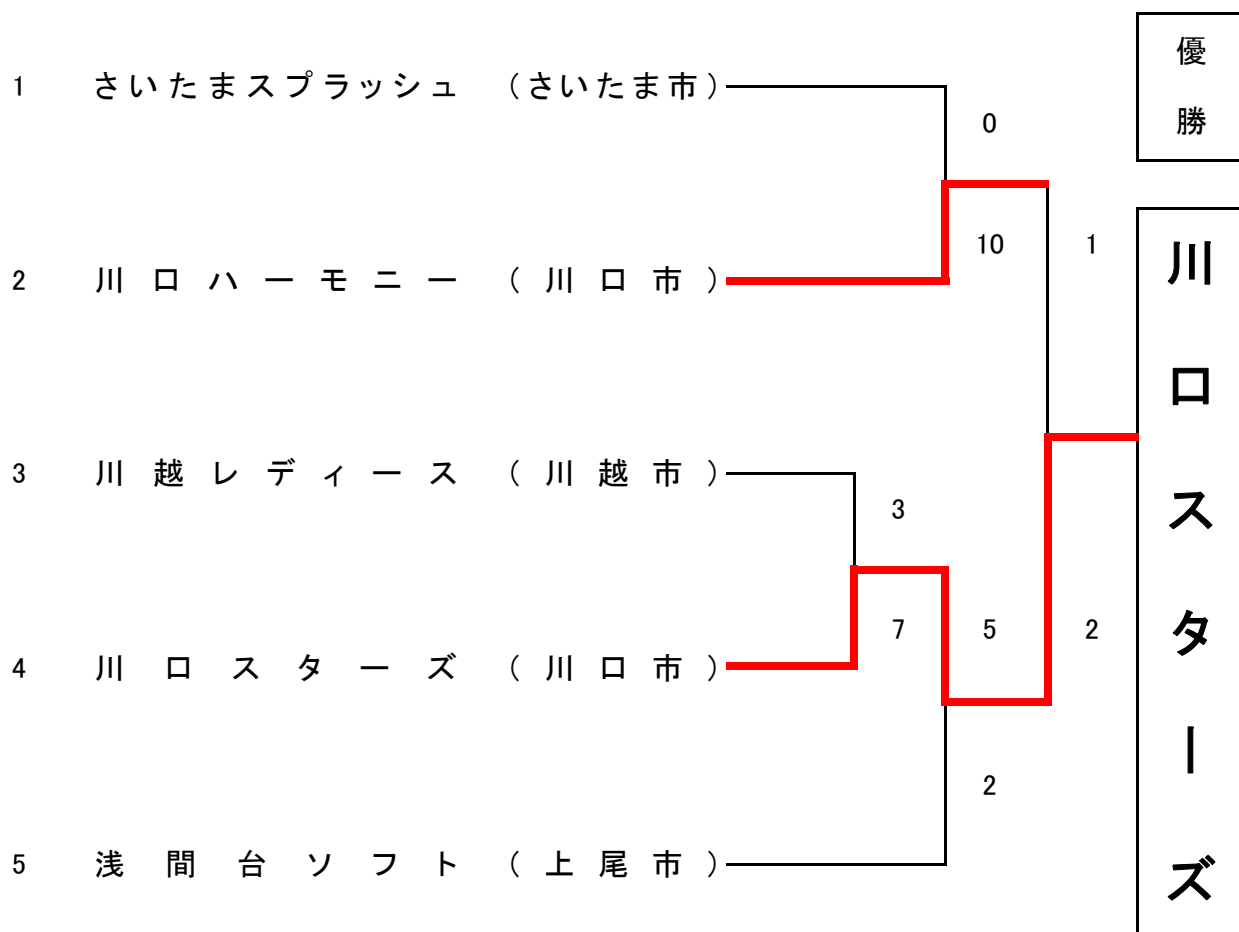 優勝
1 さいたまスプラッシュ (さいたま市)
0
10
1
2 川口ハーモニー (川口市)
3 川越レディース (川越市)
3
7
5
2
4 川口スターズ (川口市)
2
5 浅間台ソフト (上尾市)
川口スターズ